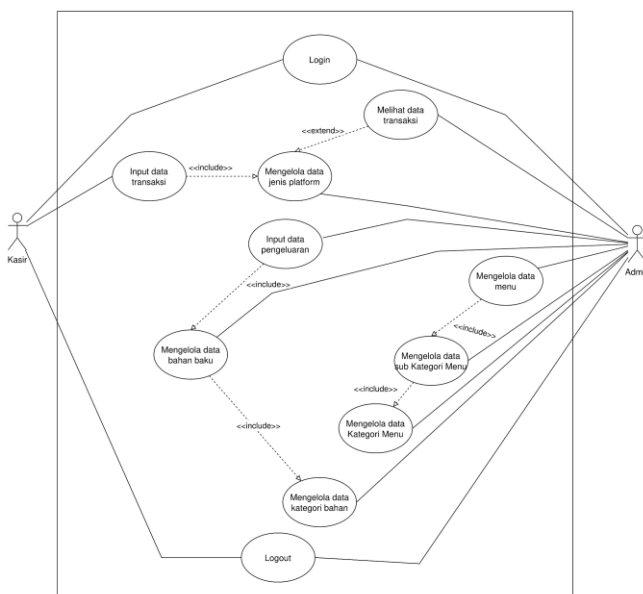 Login
Melihat data
transaksi
<<extend>>
Input data
transaksi
<<include>>
Mengelola data
jenis platform
Kasir
Input data
pengeluaran
Adm
Mengelola data
menu
<<include>>
<<include>>
Mengelola data
bahan baku
Mengelola data
sub Kategori Menu
<<include>>
<<include>>
Mengelola data
Kategori Menu
Mengelola data
kategori bahan
Logout